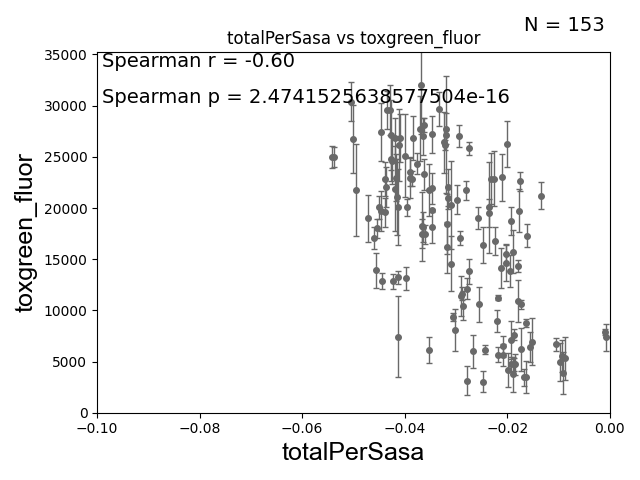 N = 153
totalPerSasa vs toxgreen_fluor
Spearman r = -0.60
Spearman p = 2.4741525638577504e-16
35000
30000
25000
20000
15000
10000
5000
0
toxgreen_fluor
−0.10 −0.08 −0.06 −0.04 −0.02 0.00
totalPerSasa